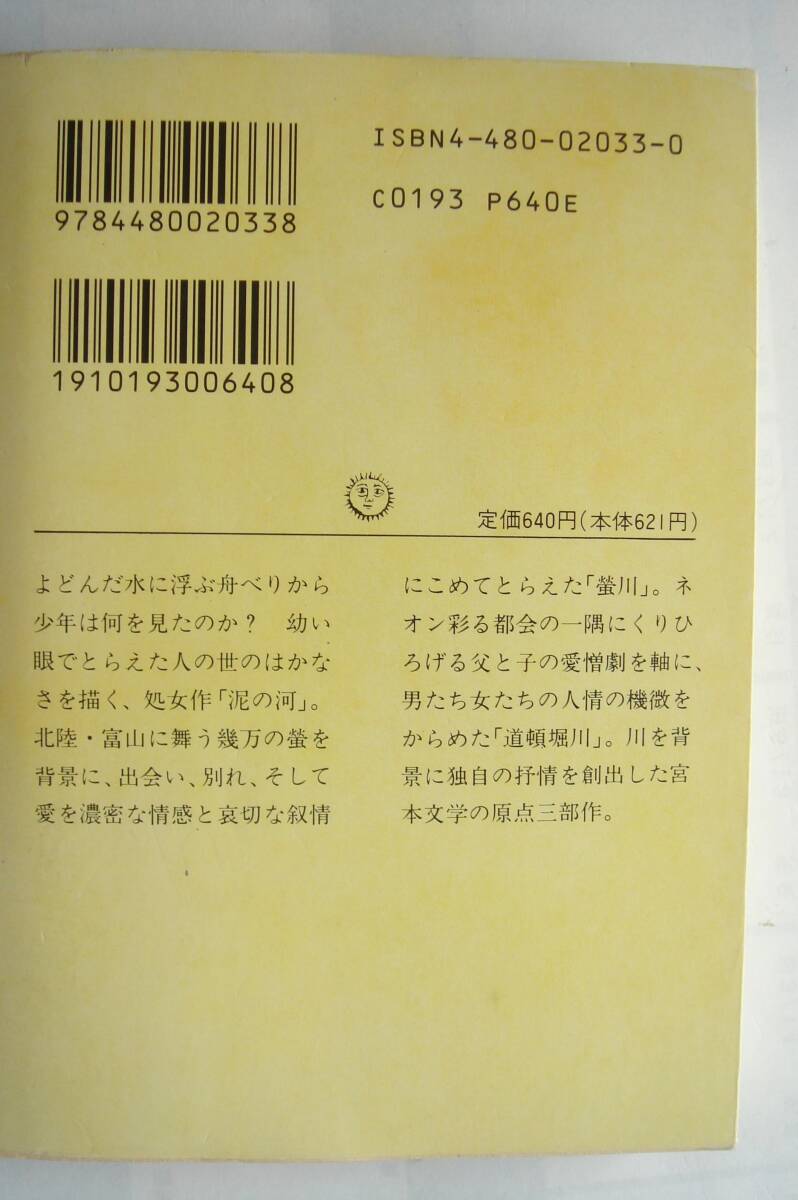 ISBN4-480-02033-0
C0193 P640E
9784480020338
1910193006408
定価640円(本体621円)
よどんだ水に浮ぶ舟べりから
少年は何を見たのか？ 幼い
眼でとらえた人の世のはかな
さを描く、処女作「泥の河」。
北陸・富山に舞う幾万の螢を
背景に、出会い、別れ、そして
愛を濃密な情感と哀切な叙情
にこめてとらえた「螢川」。ネ
オン彩る都会の一隅にくりひ
ろげる父と子の愛憎劇を軸に、
男たち女たちの人情の機微を
からめた「道頓堀川」。川を背
景に独自の抒情を創出した宮
本文学の原点三部作。